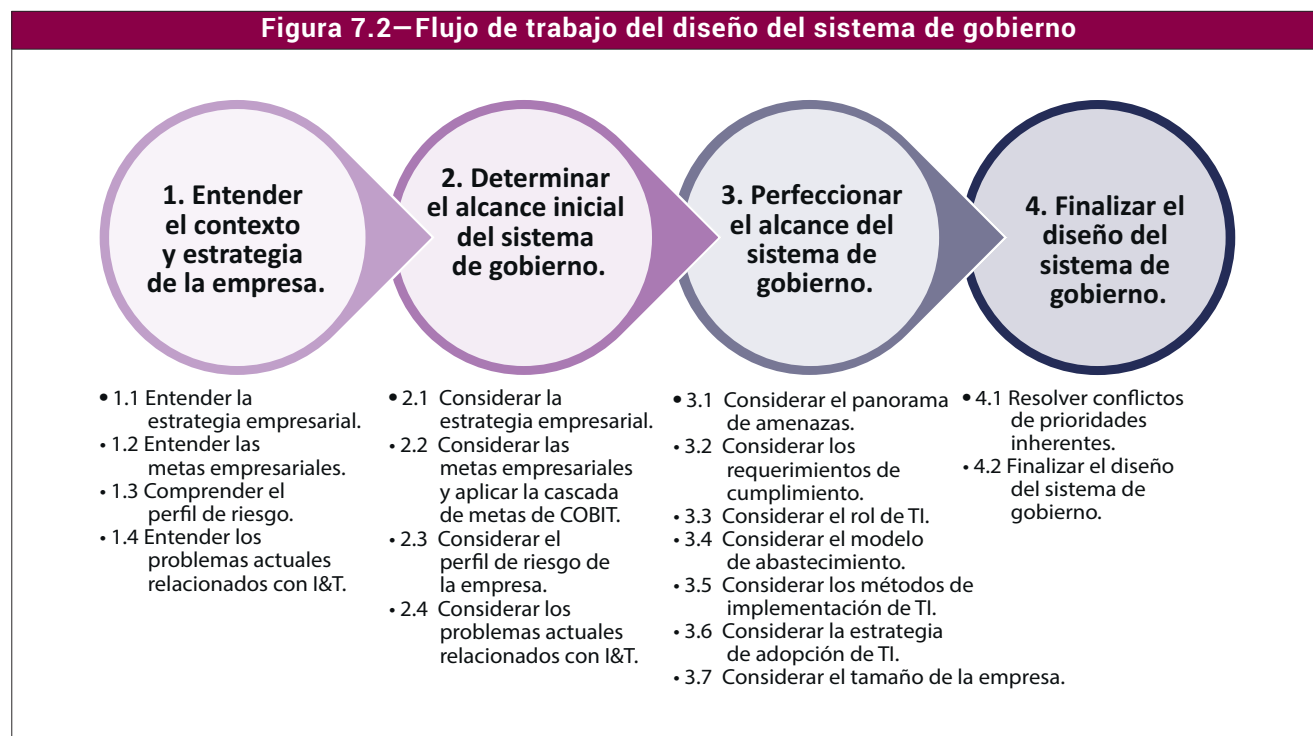 Figura 7.2—Flujo de trabajo del diseño del sistema de gobierno
1. Entender
el contexto
y estrategia
de la empresa.
2. Determinar
el alcance inicial
del sistema
de gobierno.
3. Perfeccionar
el alcance del
sistema de
gobierno.
4. Finalizar el
diseño del
sistema de
gobierno.
• 1.1 Entender la
estrategia empresarial.
• 1.2 Entender las
metas empresariales.
• 1.3 Comprender el
perfil de riesgo.
• 1.4 Entender los
problemas actuales
relacionados con I&T.
• 2.1 Considerar la
estrategia empresarial.
• 2.2 Considerar las
metas empresariales
y aplicar la cascada
de metas de COBIT.
• 2.3 Considerar el
perfil de riesgo de
la empresa.
• 2.4 Considerar los
problemas actuales
relacionados con I&T.
• 3.1 Considerar el panorama
de amenazas.
• 3.2 Considerar los
requerimientos de
cumplimiento.
• 3.3 Considerar el rol de TI.
• 3.4 Considerar el modelo
de abastecimiento.
• 3.5 Considerar los métodos de
implementación de TI.
• 3.6 Considerar la estrategia
de adopción de TI.
• 3.7 Considerar el tamaño de la empresa.
• 4.1 Resolver conflictos
de prioridades
inherentes.
• 4.2 Finalizar el diseño
del sistema de
gobierno.